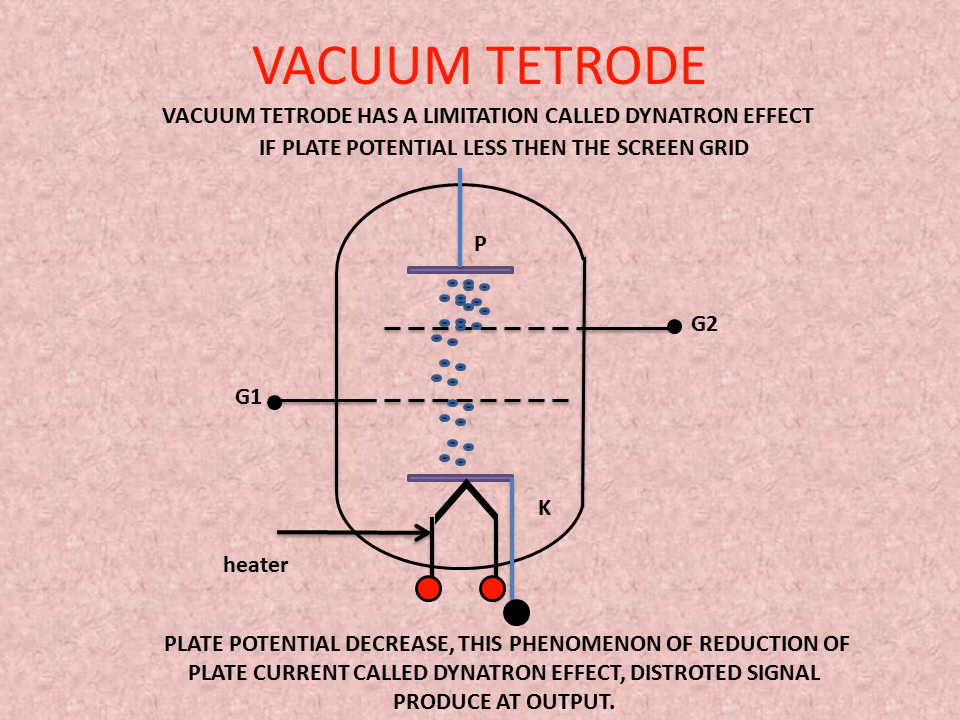 VACUUM TETRODE
VACUUM TETRODE HAS A LIMITATION CALLED DYNATRON EFFECT
IF PLATE POTENTIAL LESS THEN THE SCREEN GRID
P
G2
G1
K
heater
PLATE POTENTIAL DECREASE, THIS PHENOMENON OF REDUCTION OF
PLATE CURRENT CALLED DYNATRON EFFECT, DISTROTED SIGNAL
PRODUCE AT OUTPUT.